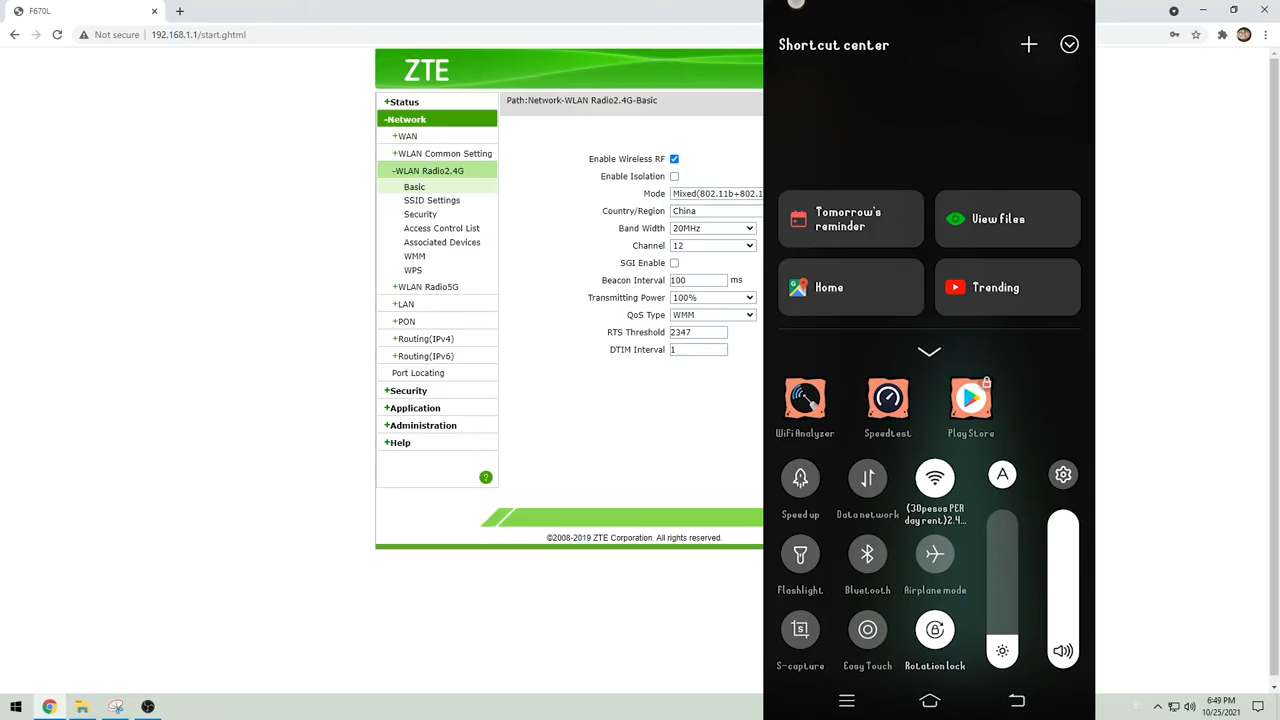 F670L
Not secure
192.168.1.1/start.ghtml
ZTE
+Status
-Network
+WAN
+WLAN Common Setting
-WLAN Radio2.4G
Basic
SSID Settings
Security
Access Control List
Associated Devices
WMM
WPS
+WLAN Radio5G
+LAN
+PON
+Routing(IPv4)
+Routing(IPv6)
Port Locating
+Security
+Application
+Administration
+Help
?
Path:Network-WLAN Radio2.4G-Basic
Enable Wireless RF
Enable Isolation
Mode Mixed(802.11b+802.1
Country/Region China
Band Width 20MHz
Channel 12
SGI Enable
Beacon Interval 100 ms
Transmitting Power 100%
QoS Type WMM
RTS Threshold 2347
DTIM Interval 1
©2008-2019 ZTE Corporation. All rights reserved.
Shortcut center
Tomorrow's
reminder
View files
Home
Trending
WiFi Analyzer
Speedtest
Play Store
A
Speed up
Data network
(30pesos PER
day rent)2.4...
Flashlight
Bluetooth
Airplane mode
S
S-capture
Easy Touch
Rotation lock
6:49 PM
10/25/2021